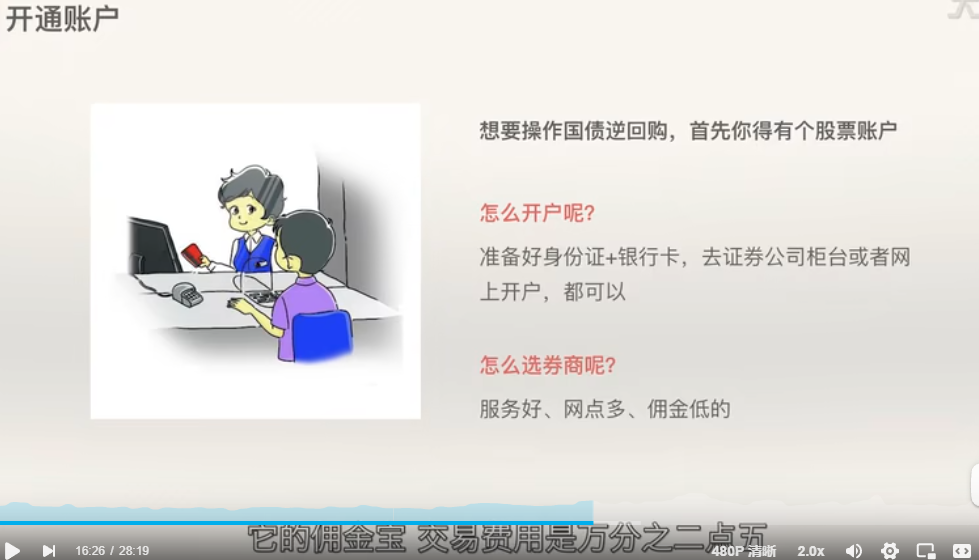 开通账户
想要操作国债逆回购，首先你得有个股票账户
怎么开户呢?
准备好身份证+银行卡，去证券公司柜台或者网
上开户，都可以
怎么选券商呢?
服务好、网点多、佣金低的
它的佣金宝 交易费用是万分之二点五
16:26 / 28:19
480P 清晰
2.0x